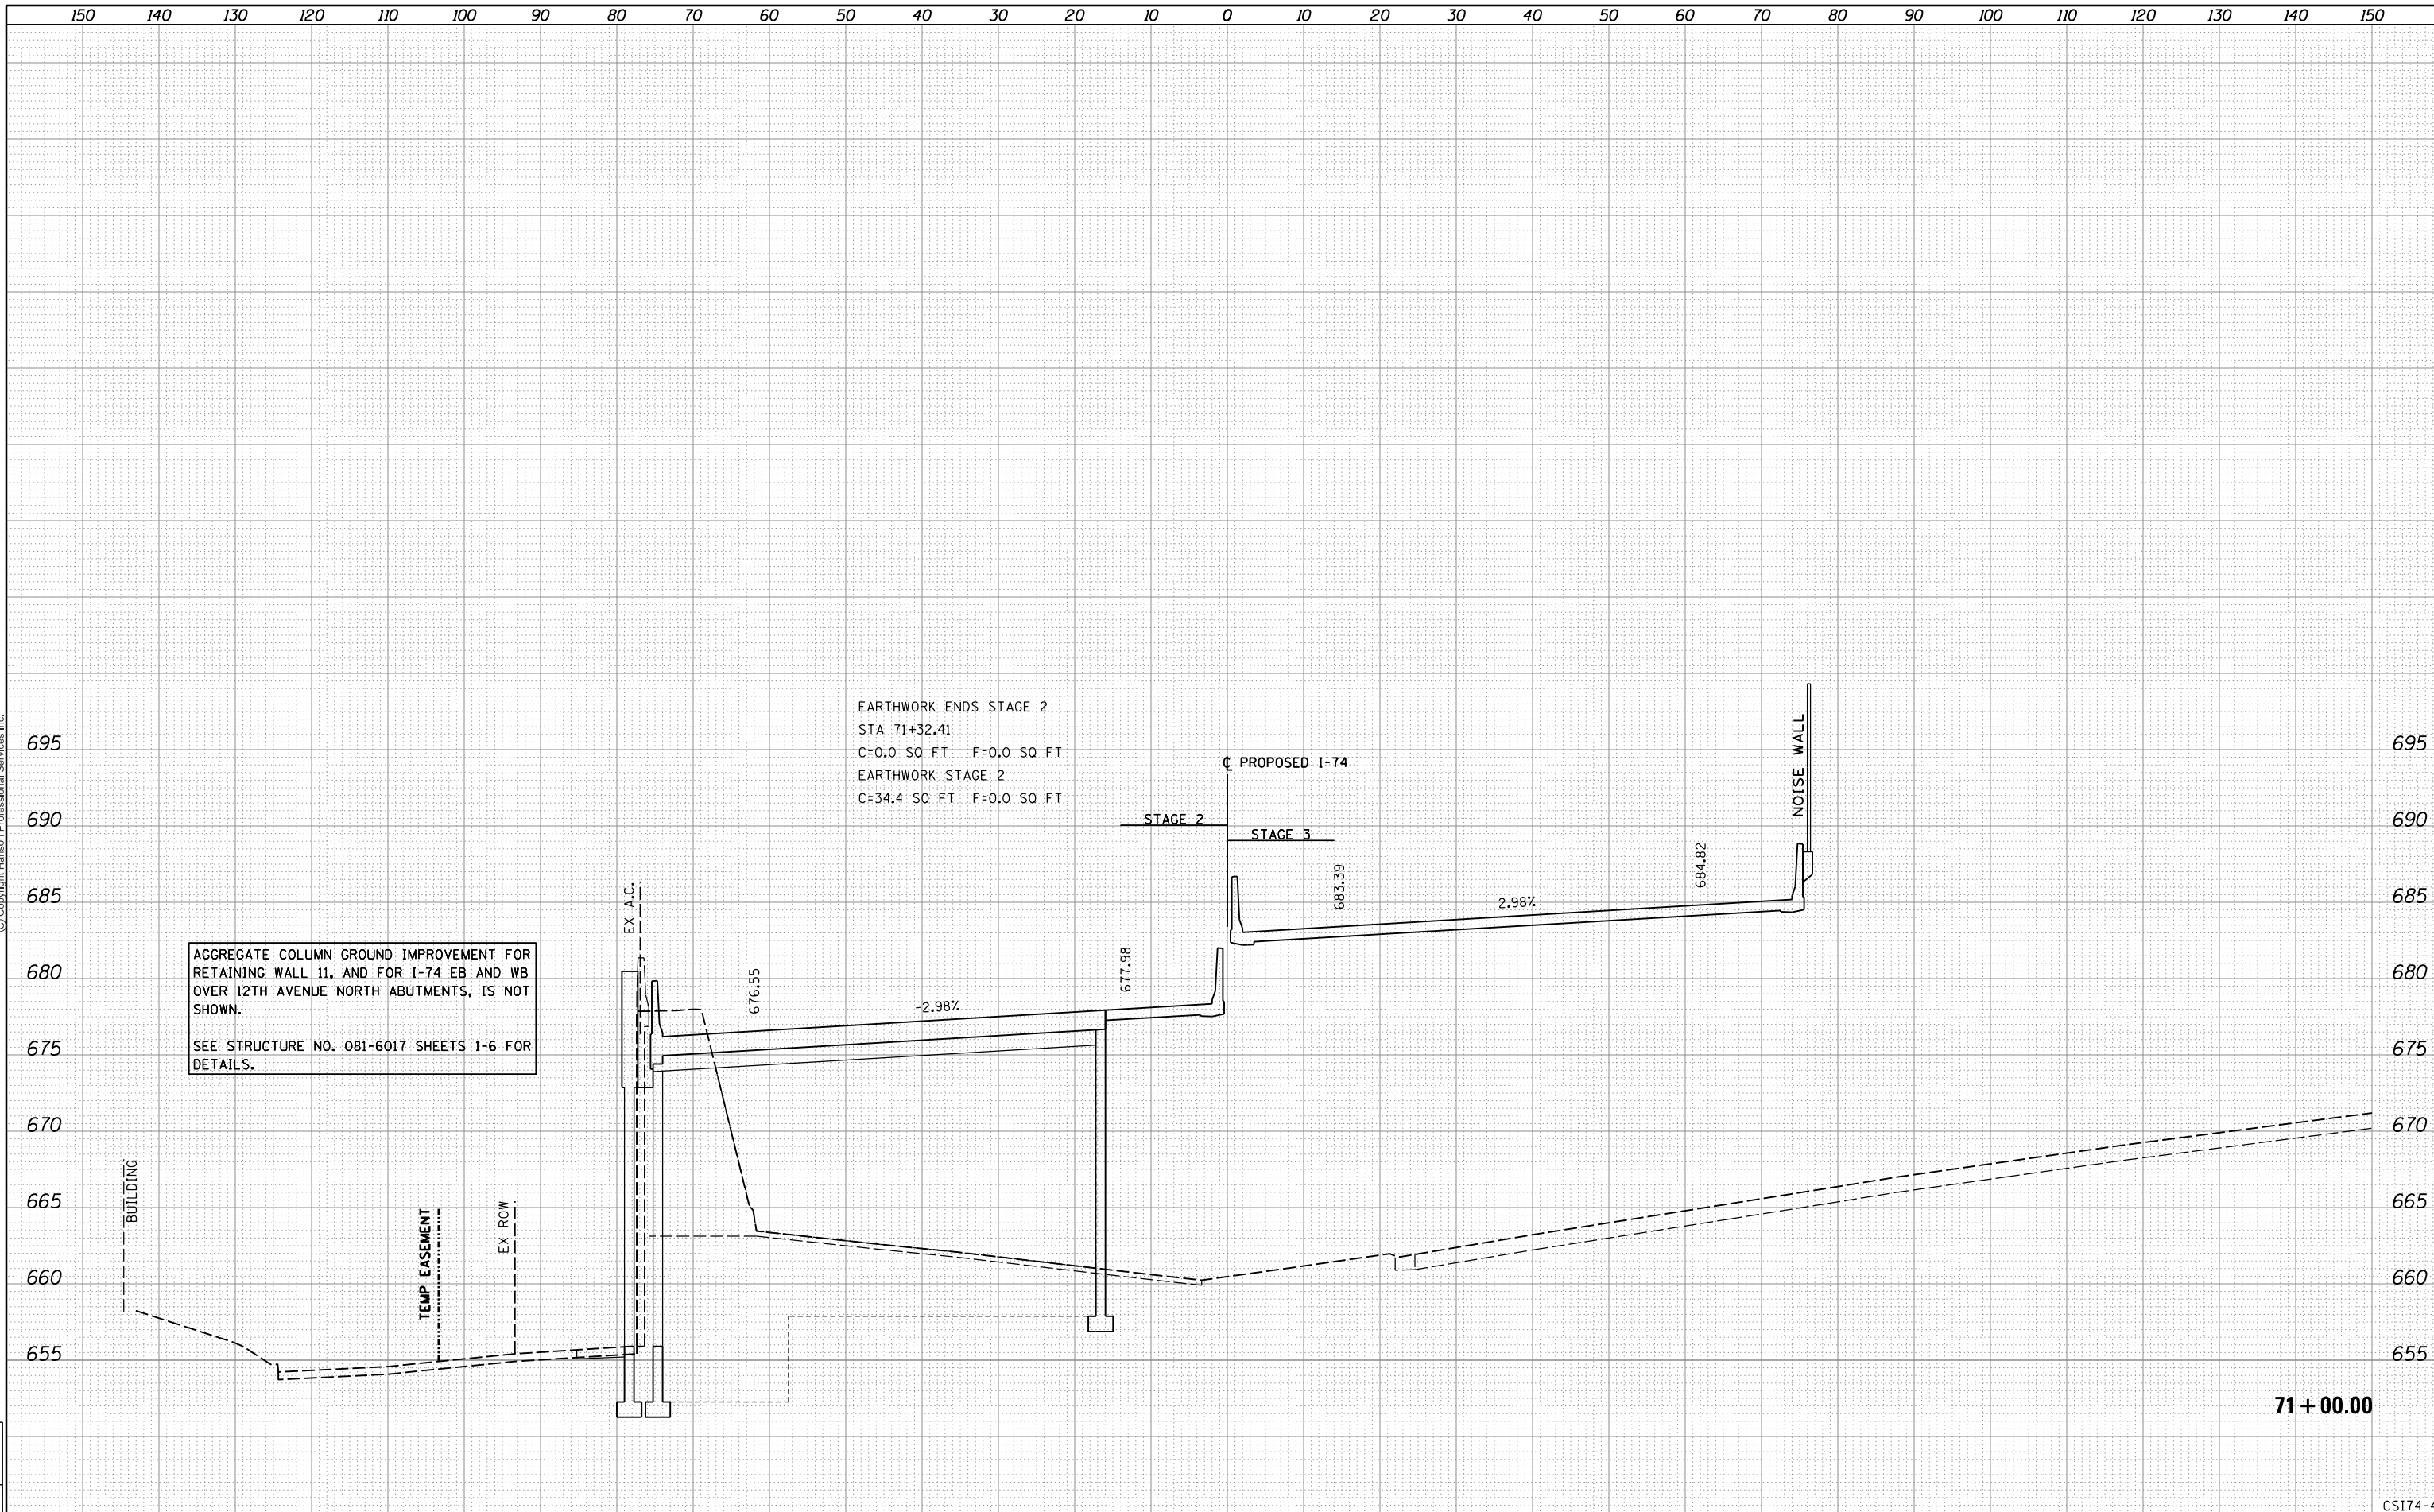 150 140 130 120 110 100 90 80 70 60 50 40 30 20 10 0 10 20 30 40 50 60 70 80 90 100 110 120 130 140 150
EARTHWORK ENDS STAGE 2
STA 71+32.41
C=0.0 SQ FT F=0.0 SQ FT
EARTHWORK STAGE 2
C=34.4 SQ FT F=0.0 SQ FT
695
690
685
680
675
670
665
660
655
℄ PROPOSED I-74
STAGE 2
STAGE 3
NOISE WALL
683.39
684.82
2.98%
EX A.C.
676.55
-2.98%
677.98
AGGREGATE COLUMN GROUND IMPROVEMENT FOR
RETAINING WALL 11, AND FOR I-74 EB AND WB
OVER 12TH AVENUE NORTH ABUTMENTS, IS NOT
SHOWN.
SEE STRUCTURE NO. 081-6017 SHEETS 1-6 FOR
DETAILS.
BUILDING
TEMP EASEMENT
EX ROW
695
690
685
680
675
670
665
660
655
71+00.00
(c) Copyright Hanson Professional Services Inc.